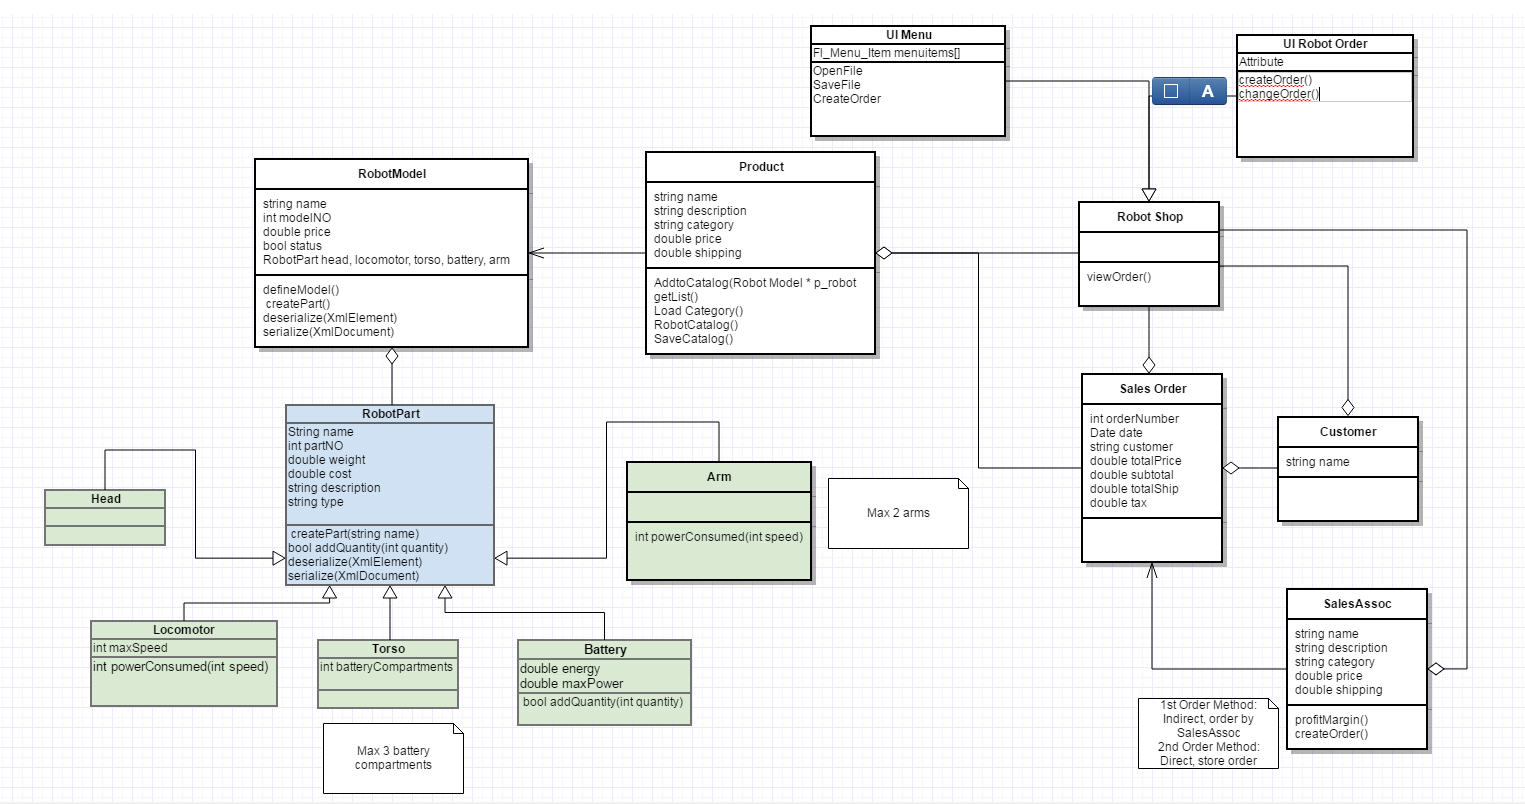 UI Menu
Fl_Menu_Item menuitems[]
OpenFile
SaveFile
CreateOrder
UI Robot Order
Attribute
createOrder()
changeOrder()
A
RobotModel
string name
int modelNO
double price
bool status
RobotPart head, locomotor, torso, battery, arm
defineModel()
createPart()
deserialize(XmlElement)
serialize(XmlDocument)
Product
string name
string description
string category
double price
double shipping
AddtoCatalog(Robot Model * p_robot
getList()
Load Category()
RobotCatalog()
SaveCatalog()
Robot Shop
viewOrder()
Sales Order
int orderNumber
Date date
string customer
double totalPrice
double subtotal
double totalShip
double tax
Customer
string name
RobotPart
String name
int partNO
double weight
double cost
string description
string type
createPart(string name)
bool addQuantity(int quantity)
deserialize(XmlElement)
serialize(XmlDocument)
Head
Arm
int powerConsumed(int speed)
Max 2 arms
Locomotor
int maxSpeed
int powerConsumed(int speed)
Torso
int batteryCompartments
Battery
double energy
double maxPower
bool addQuantity(int quantity)
Max 3 battery
compartments
SalesAssoc
string name
string description
string category
double price
double shipping
profitMargin()
createOrder()
1st Order Method:
Indirect, order by
SalesAssoc
2nd Order Method:
Direct, store order